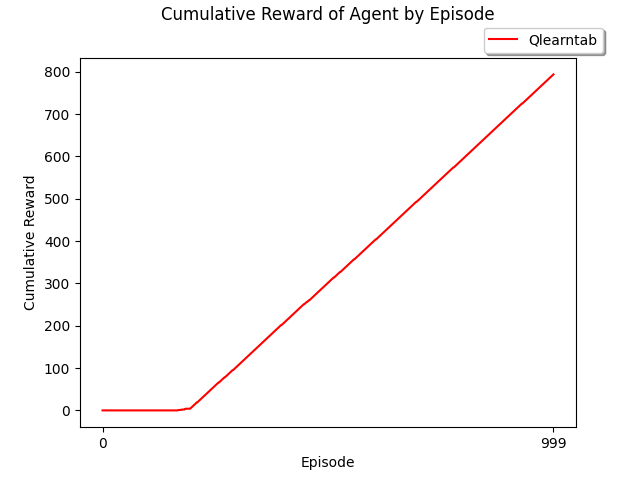 Cumulative Reward of Agent by Episode
Qlearntab
800
700
600
500
400
300
200
100
0
Cumulative Reward
0 999
Episode